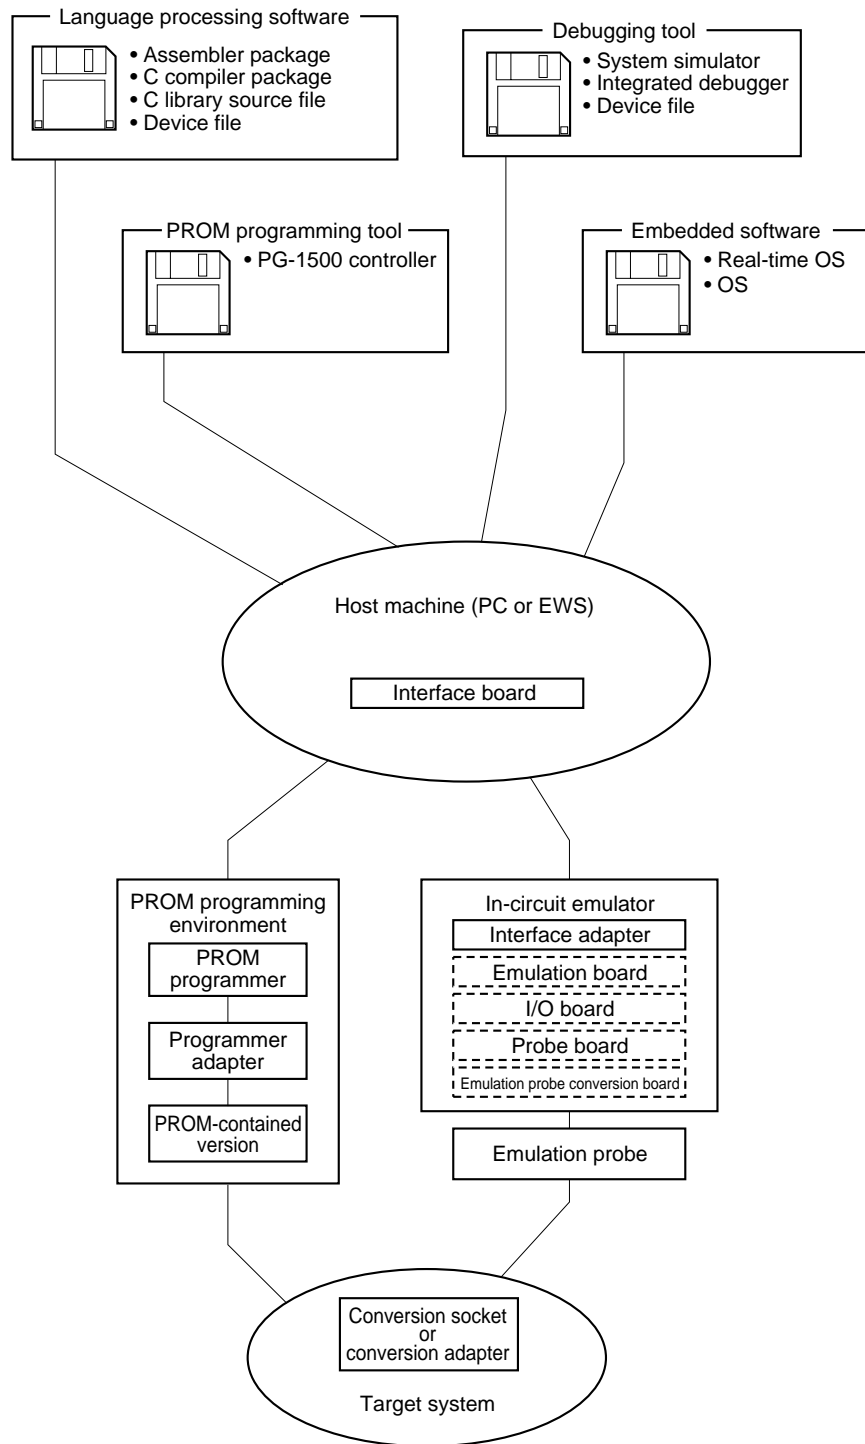 Language processing software
• Assembler package
• C compiler package
• C library source file
• Device file
Debugging tool
• System simulator
• Integrated debugger
• Device file
PROM programming tool
• PG-1500 controller
Embedded software
• Real-time OS
• OS
Host machine (PC or EWS)
Interface board
PROM programming
environment
PROM
programmer
Programmer
adapter
PROM-contained
version
In-circuit emulator
Interface adapter
Emulation board
I/O board
Probe board
Emulation probe conversion board
Emulation probe
Conversion socket
or
conversion adapter
Target system